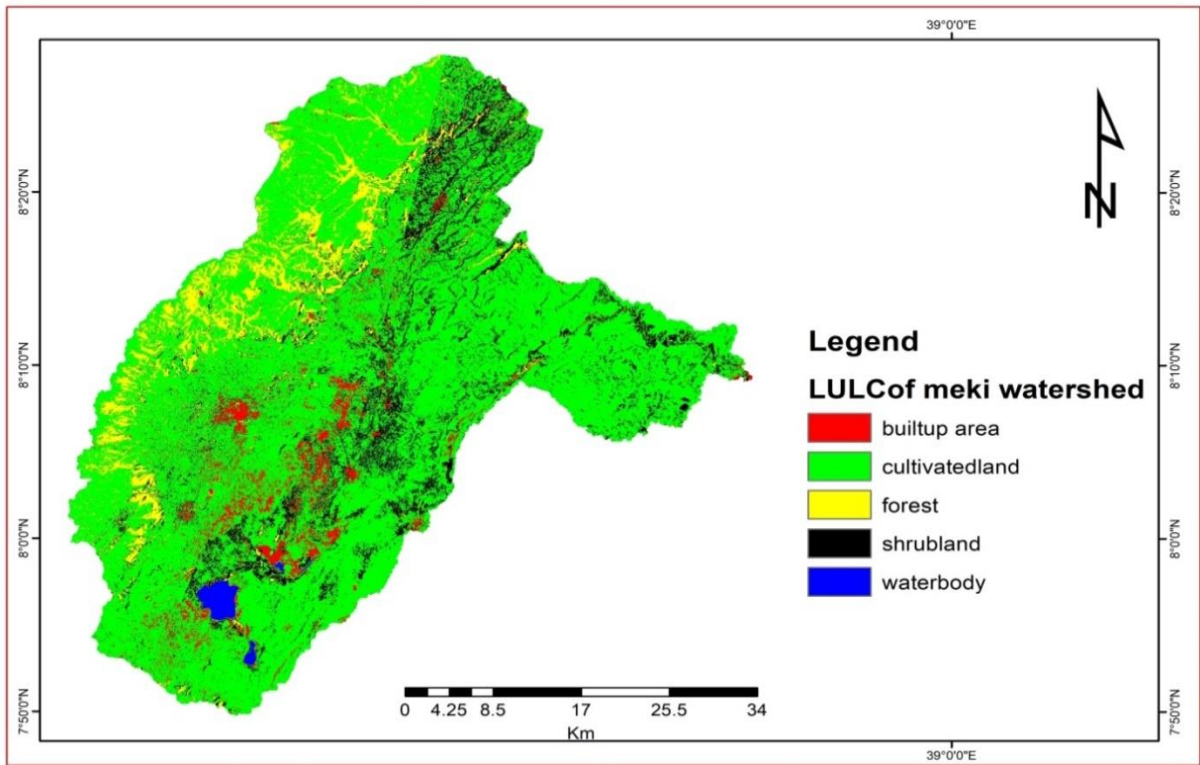 39°0'0"E
N
8°20'0"N
8°20'0"N
8°10'0"N
8°10'0"N
8°0'0"N
8°0'0"N
7°50'0"N
7°50'0"N
Legend
LULCof meki watershed
builtup area
cultivatedland
forest
shrubland
waterbody
0 4.25 8.5 17 25.5 34
Km
39°0'0"E